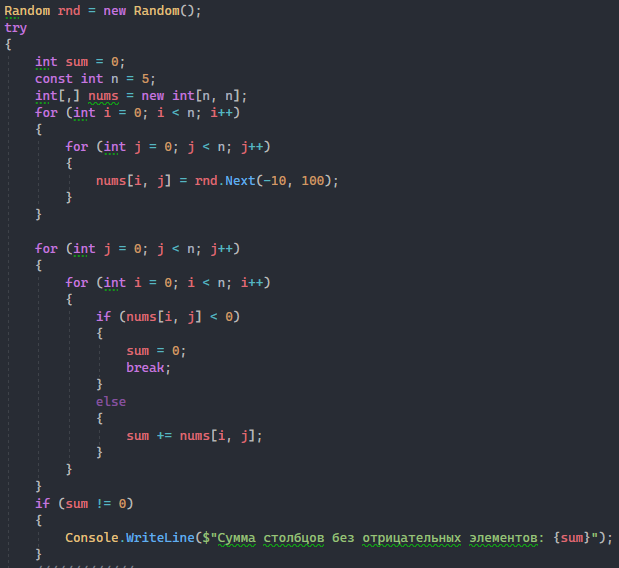 Random rnd = new Random();
try
{
int sum = 0;
const int n = 5;
int[,] nums = new int[n, n];
for (int i = 0; i < n; i++)
{
for (int j = 0; j < n; j++)
{
nums[i, j] = rnd.Next(-10, 100);
}
}
for (int j = 0; j < n; j++)
{
for (int i = 0; i < n; i++)
{
if (nums[i, j] < 0)
{
sum = 0;
break;
}
else
{
sum += nums[i, j];
}
}
}
if (sum != 0)
{
Console.WriteLine($"Сумма столбцов без отрицательных элементов: {sum}");
}